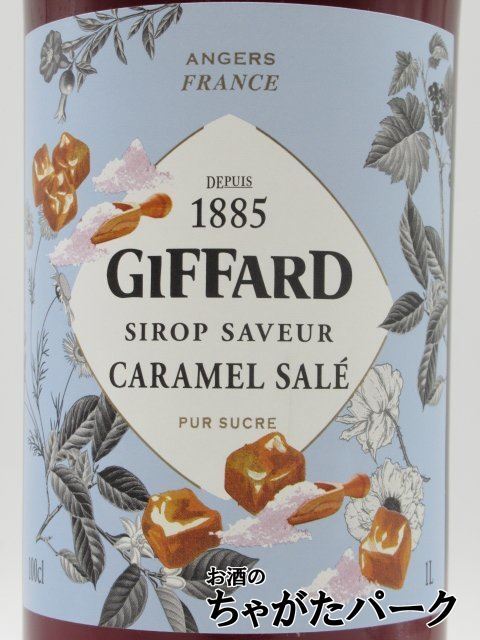 ANGERS
FRANCE
DEPUIS
1885
GIFFARD
SIROP SAVEUR
CARAMEL SALÉ
PUR SUCRE
100cl
1L
お酒の
ちゃがたパーク